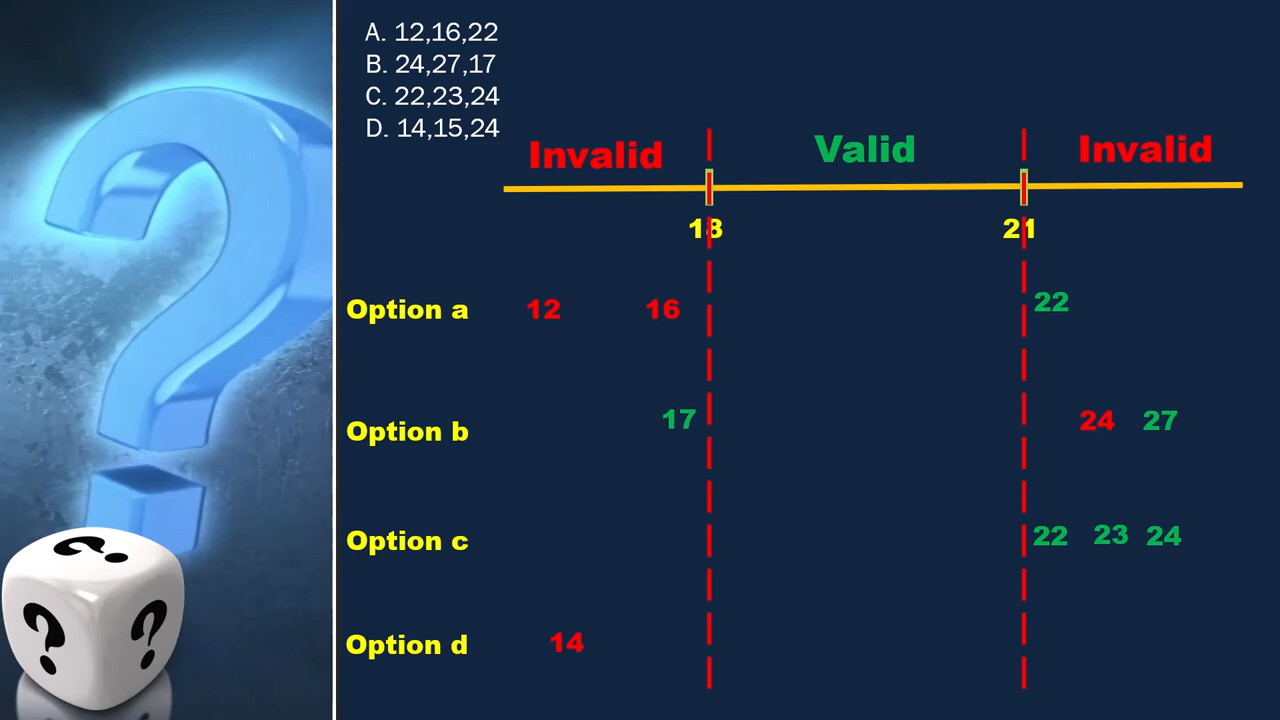 A. 12,16,22
B. 24,27,17
C. 22,23,24
D. 14,15,24
Invalid Valid Invalid
18 21
Option a 12 16 22
Option b 17 24 27
Option c 22 23 24
Option d 14
? ? ?